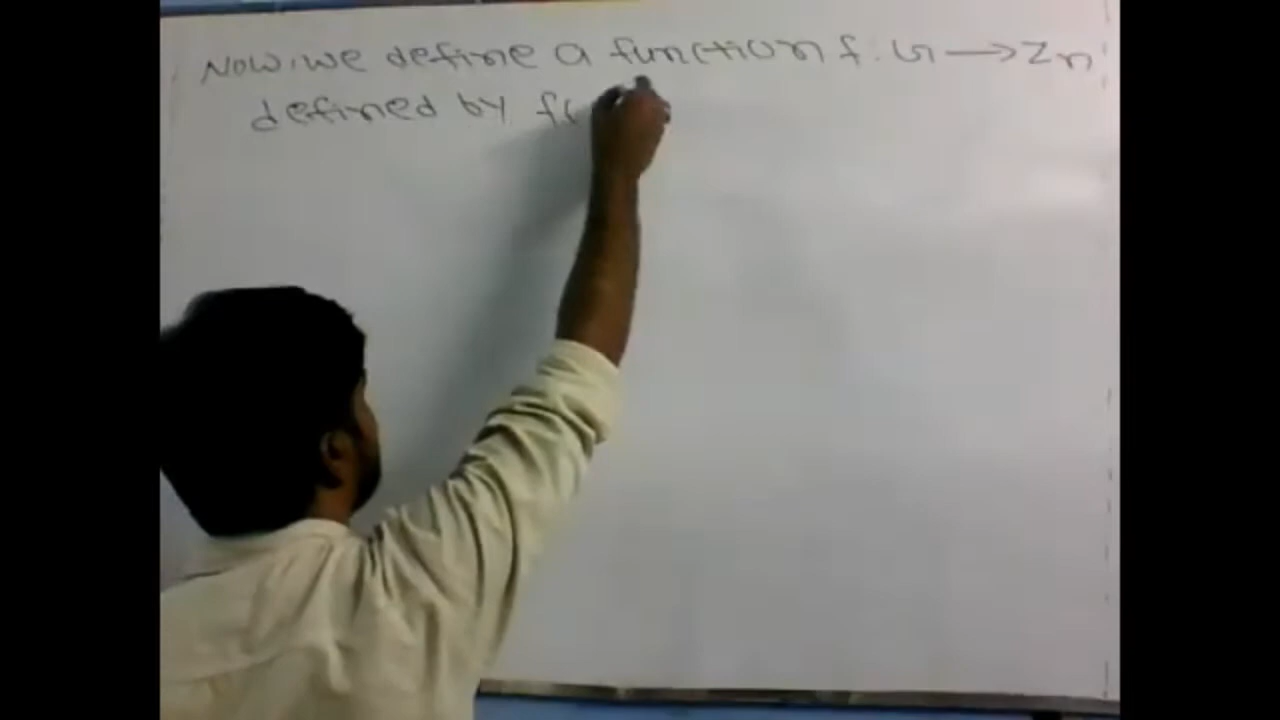 Now, we define a function f: G → Zn
defined by f(